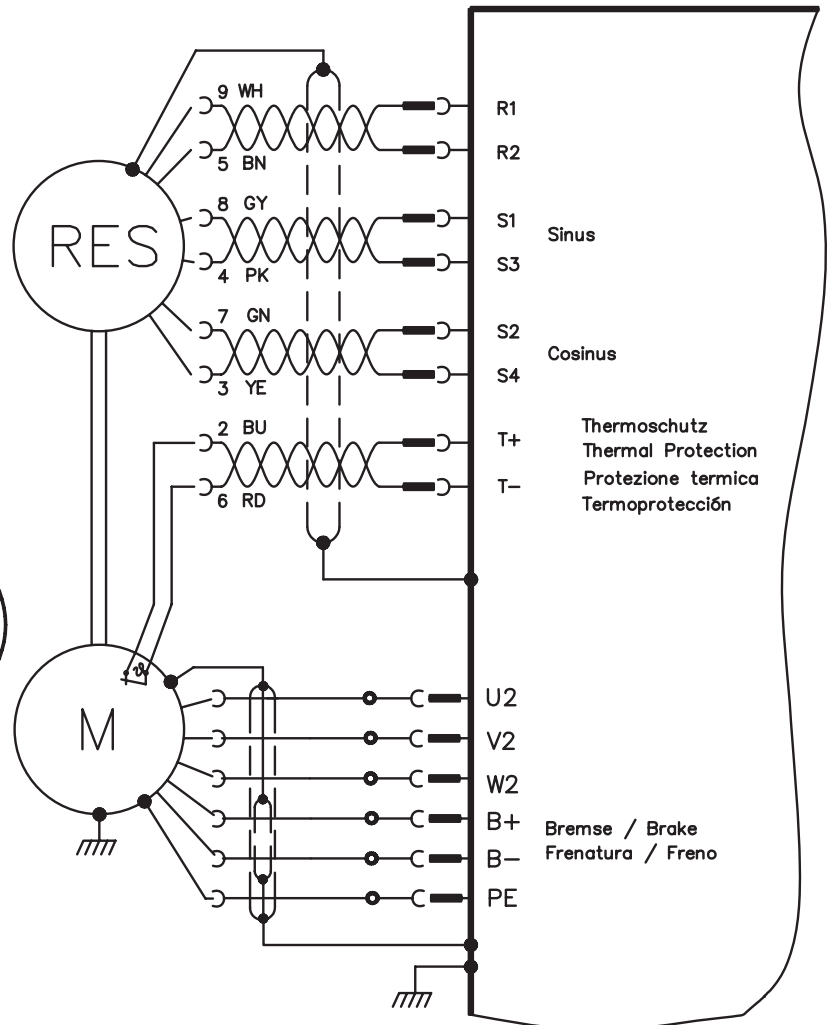 9 WH
R1
R2
5 BN
8 GY
S1
Sinus
RES
S3
4 PK
7 GN
S2
Cosinus
S4
3 YE
2 BU
T+
Thermoschutz
Thermal Protection
T-
Protezione termica
Termoprotección
6 RD
ϑ
U2
M
V2
W2
B+
Bremse / Brake
B-
Frenatura / Freno
PE